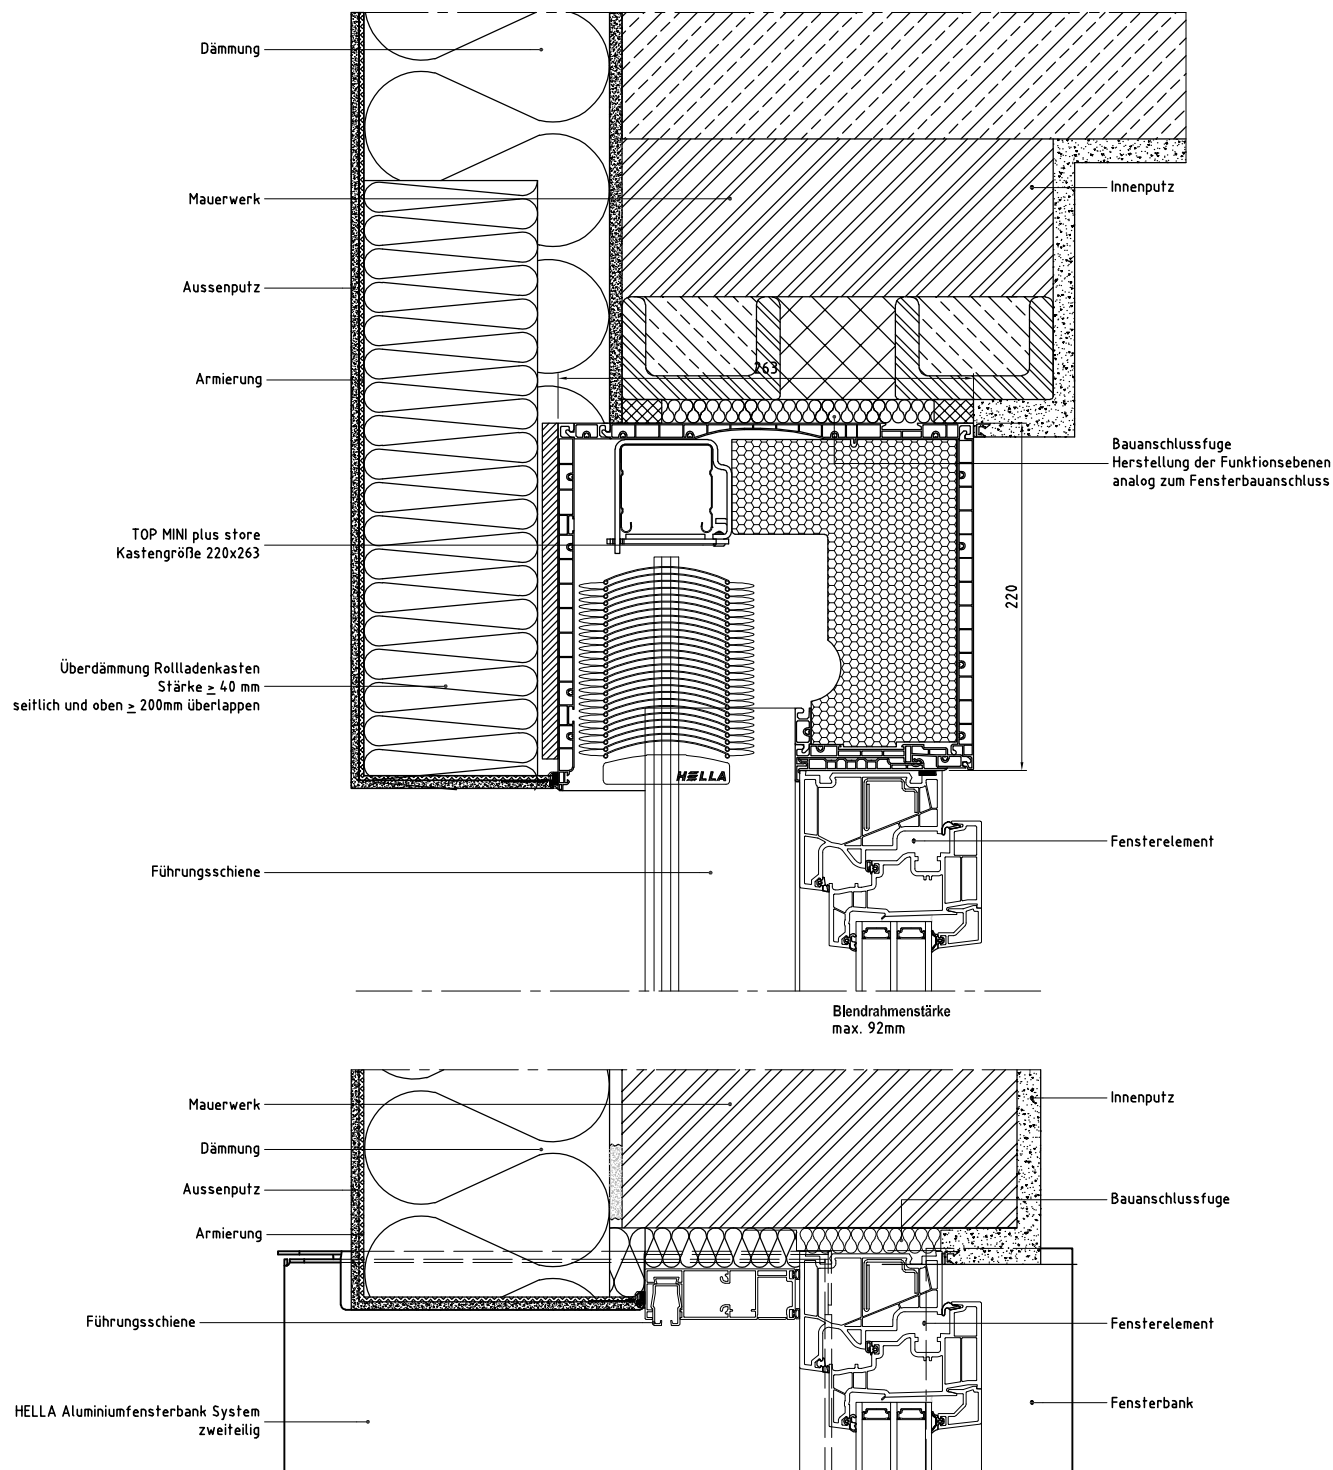 Dämmung
Mauerwerk
Innenputz
Aussenputz
263
Armierung
Bauanschlussfuge
Herstellung der Funktionsebenen
analog zum Fensterbauanschluss
TOP MINI plus store
Kastengröße 220x263
220
Überdämmung Rollladenkasten
Stärke ≥ 40 mm
seitlich und oben ≥ 200mm überlappen
HELLA
Fensterelement
Führungsschiene
Blendrahmenstärke
max. 92mm
Mauerwerk
Innenputz
Dämmung
Aussenputz
Bauanschlussfuge
Armierung
Führungsschiene
Fensterelement
HELLA Aluminiumfensterbank System
zweiteilig
Fensterbank